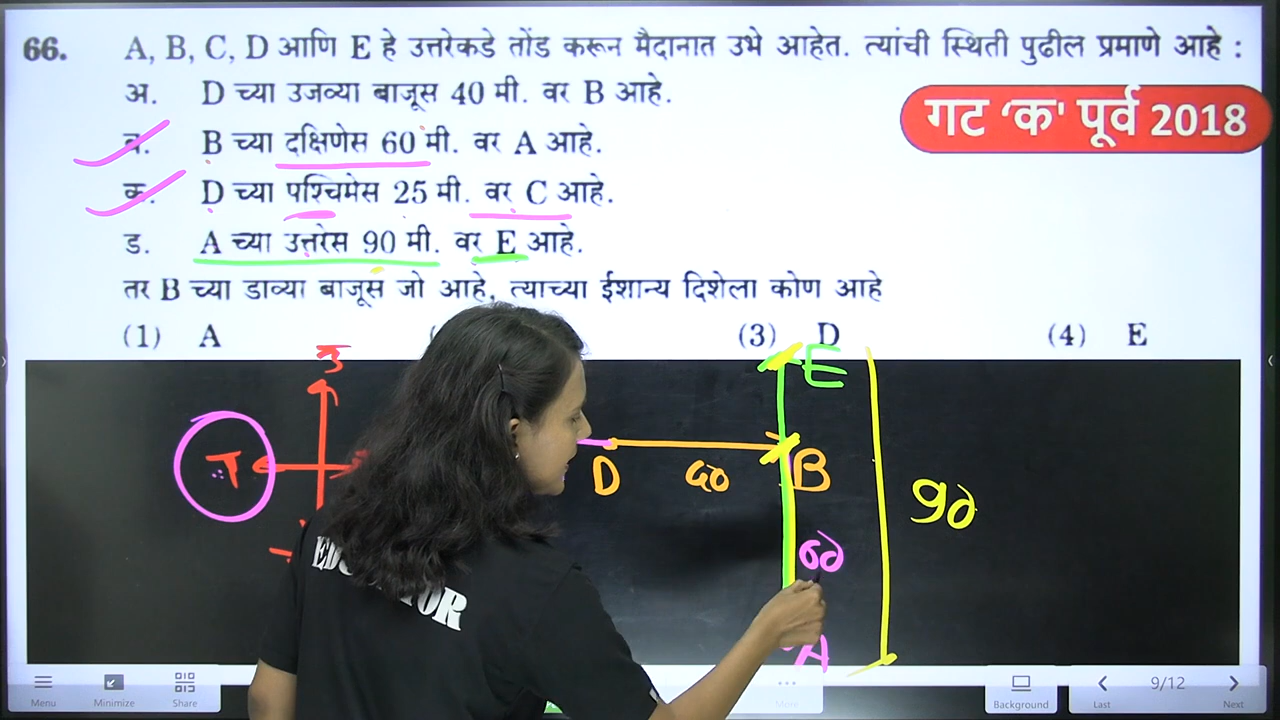 66. A, B, C, D आणि E हे उत्तरेकडे तोंड करून मैदानात उभे आहेत. त्यांची स्थिती पुढील प्रमाणे आहे :
अ. D च्या उजव्या बाजूस 40 मी. वर B आहे.
ब. B च्या दक्षिणेस 60 मी. वर A आहे.
क. D च्या पश्चिमेस 25 मी. वर C आहे.
ड. A च्या उत्तरेस 90 मी. वर E आहे.
तर B च्या डाव्या बाजूस जो आहे, त्याच्या ईशान्य दिशेला कोण आहे
(1) A (3) D (4) E
गट ‘क' पूर्व 2018
E
D B
90
A
Menu Minimize Share Background Last 9/12 Next